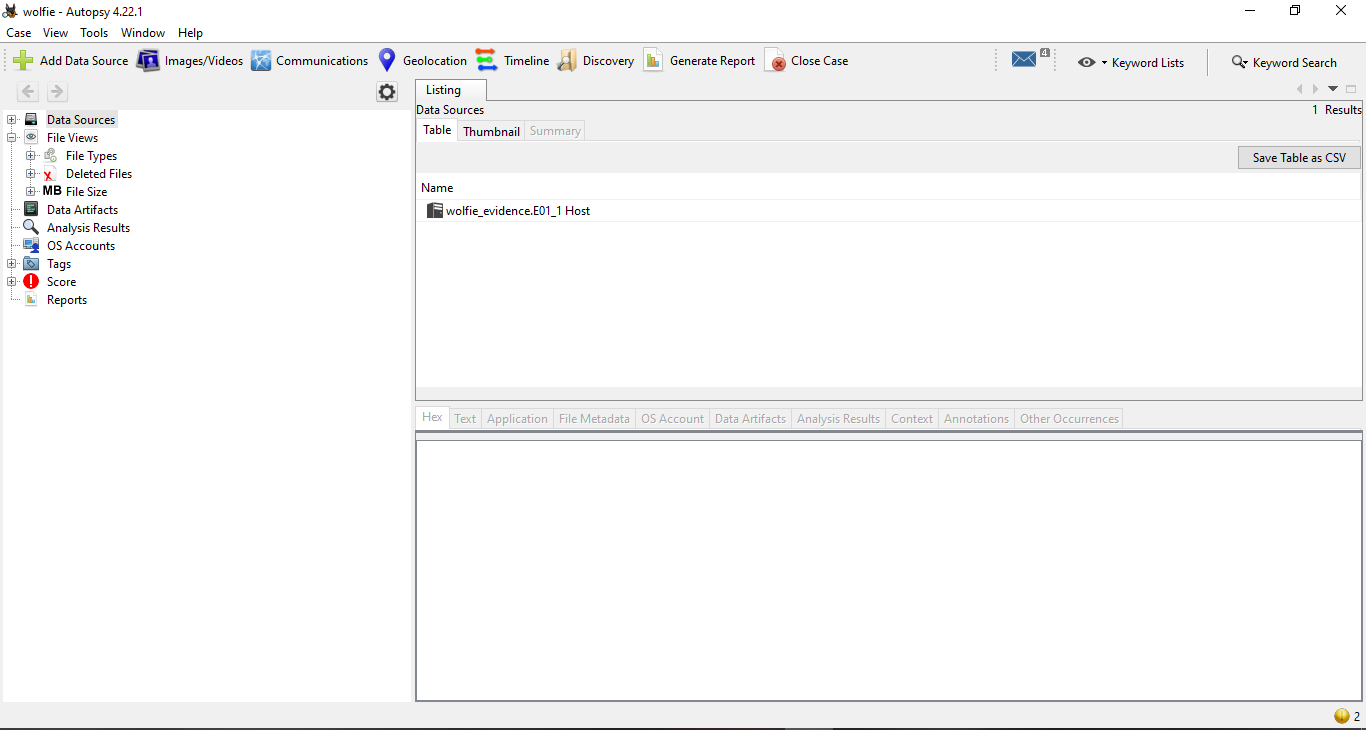 wolfie - Autopsy 4.22.1
Case View Tools Window Help
Add Data Source Images/Videos Communications Geolocation Timeline Discovery Generate Report Close Case 4 Keyword Lists Keyword Search
Listing
Data Sources 1 Results
Table Thumbnail Summary
Save Table as CSV
Name
wolfie_evidence.E01_1 Host
Data Sources
File Views
File Types
Deleted Files
MB File Size
Data Artifacts
Analysis Results
OS Accounts
Tags
Score
Reports
Hex Text Application File Metadata OS Account Data Artifacts Analysis Results Context Annotations Other Occurrences
2